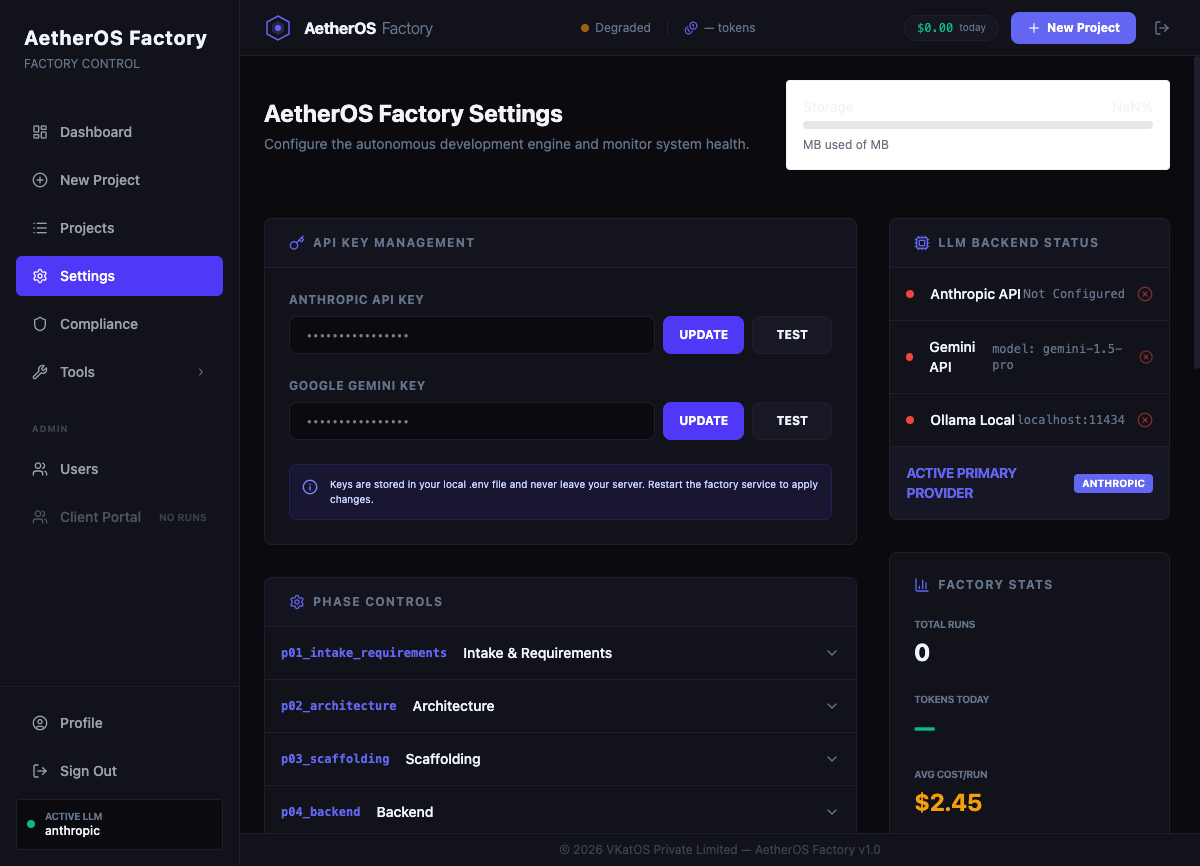 AetherOS Factory
FACTORY CONTROL
Dashboard
New Project
Projects
Settings
Compliance
Tools
ADMIN
Users
Client Portal NO RUNS
Profile
Sign Out
ACTIVE LLM
anthropic
AetherOS Factory
Degraded
— tokens
$0.00 today
New Project
AetherOS Factory Settings
Configure the autonomous development engine and monitor system health.
Storage NaN%
MB used of MB
API KEY MANAGEMENT
ANTHROPIC API KEY
••••••••••••••••
UPDATE
TEST
GOOGLE GEMINI KEY
••••••••••••••••
UPDATE
TEST
Keys are stored in your local .env file and never leave your server. Restart the factory service to apply
changes.
PHASE CONTROLS
p01_intake_requirements Intake & Requirements
p02_architecture Architecture
p03_scaffolding Scaffolding
p04_backend Backend
LLM BACKEND STATUS
Anthropic API Not Configured
Gemini
API
model: gemini-1.5-
pro
Ollama Local localhost:11434
ACTIVE PRIMARY
PROVIDER
ANTHROPIC
FACTORY STATS
TOTAL RUNS
0
TOKENS TODAY
—
AVG COST/RUN
$2.45
© 2026 VKatOS Private Limited — AetherOS Factory v1.0